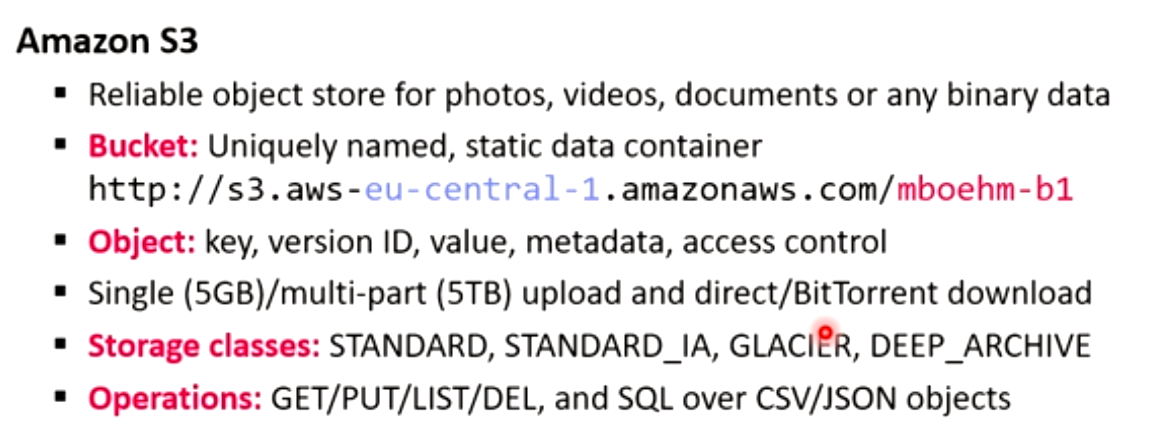 Amazon S3
▪ Reliable object store for photos, videos, documents or any binary data
▪ Bucket: Uniquely named, static data container
http://s3.aws-eu-central-1.amazonaws.com/mboehm-b1
▪ Object: key, version ID, value, metadata, access control
▪ Single (5GB)/multi-part (5TB) upload and direct/BitTorrent download
▪ Storage classes: STANDARD, STANDARD_IA, GLACIER, DEEP_ARCHIVE
▪ Operations: GET/PUT/LIST/DEL, and SQL over CSV/JSON objects